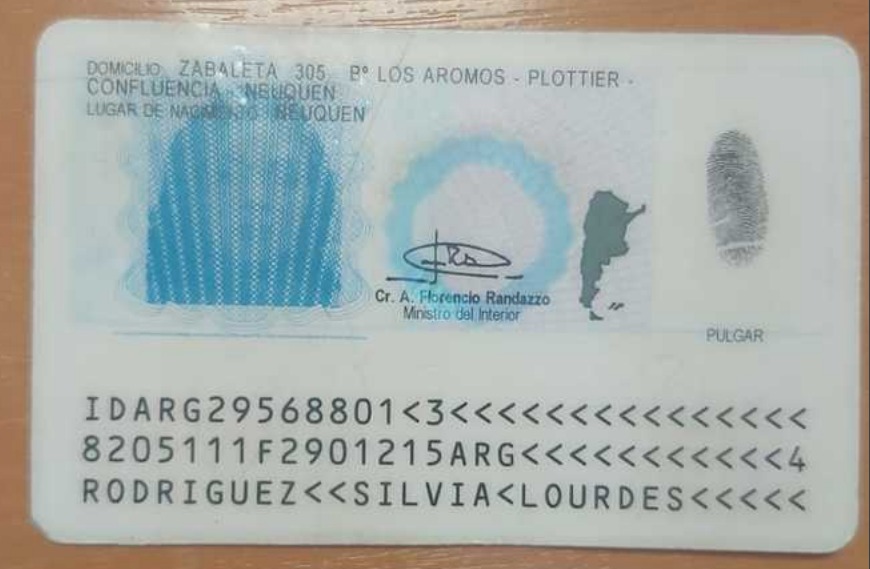 DOMICILIO ZABALETA 305 Bº LOS AROMOS - PLOTTIER -
CONFLUENCIA - NEUQUEN
LUGAR DE NACIMIENTO NEUQUEN
Cr. A. Florencio Randazzo
Ministro del Interior
PULGAR
IDARG29568801<3<<<<<<<<<<<<<<<
8205111F2901215ARG<<<<<<<<<<<4
RODRIGUEZ<<SILVIA<LOURDES<<<<<